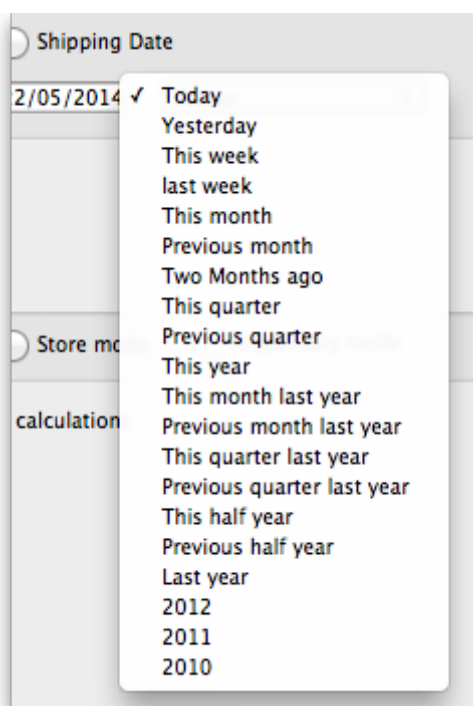 Shipping Date
2/05/2014 ✓ Today
Yesterday
This week
last week
This month
Previous month
Two Months ago
This quarter
Store mo
Previous quarter
This year
This month last year
calculation
Previous month last year
This quarter last year
Previous quarter last year
This half year
Previous half year
Last year
2012
2011
2010